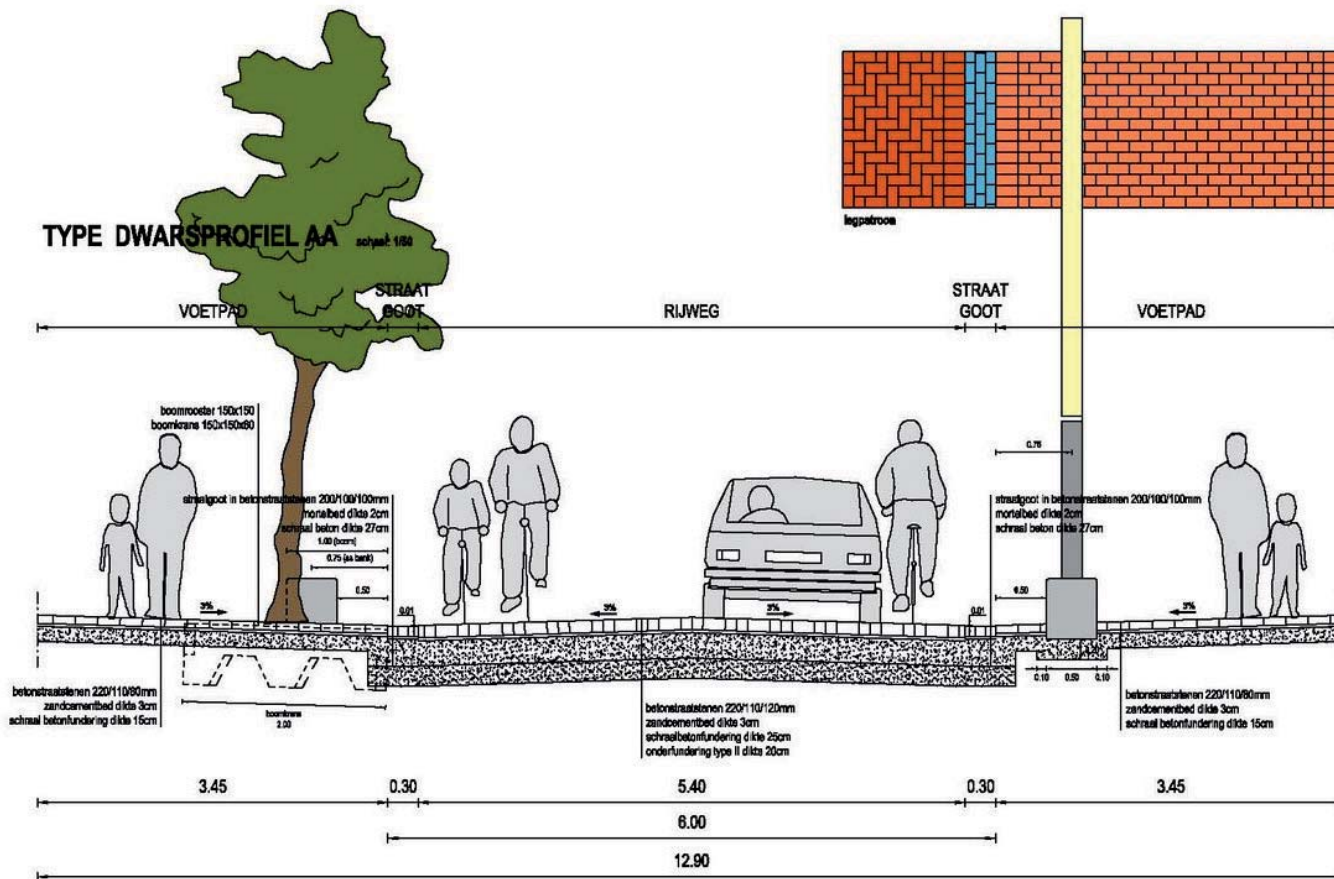 legpatroon
TYPE DWARSPROFIEL AA schaal: 1/50
VOETPAD
STRAAT
GOOT
RIJWEG
STRAAT
GOOT
VOETPAD
boomrooster 150x150
boomkrans 150x150x60
0.75
straatgoot in betonstraatstenen 200/100/100mm
mortelbed dikte 2cm
schraal beton dikte 27cm
1.00 (boom)
0.75 (as bank)
0.50
straatgoot in betonstraatstenen 200/100/100mm
mortelbed dikte 2cm
schraal beton dikte 27cm
0.50
3%
0.01
3%
3%
0.01
3%
0.10
0.50
0.10
betonstraatstenen 220/110/80mm
zandcementbed dikte 3cm
schraal betonfundering dikte 15cm
boomkrans
2.00
betonstraatstenen 220/110/120mm
zandcementbed dikte 3cm
schraalbetonfundering dikte 25cm
onderfundering type II dikte 20cm
betonstraatstenen 220/110/80mm
zandcementbed dikte 3cm
schraal betonfundering dikte 15cm
3.45
0.30
5.40
0.30
3.45
6.00
12.90